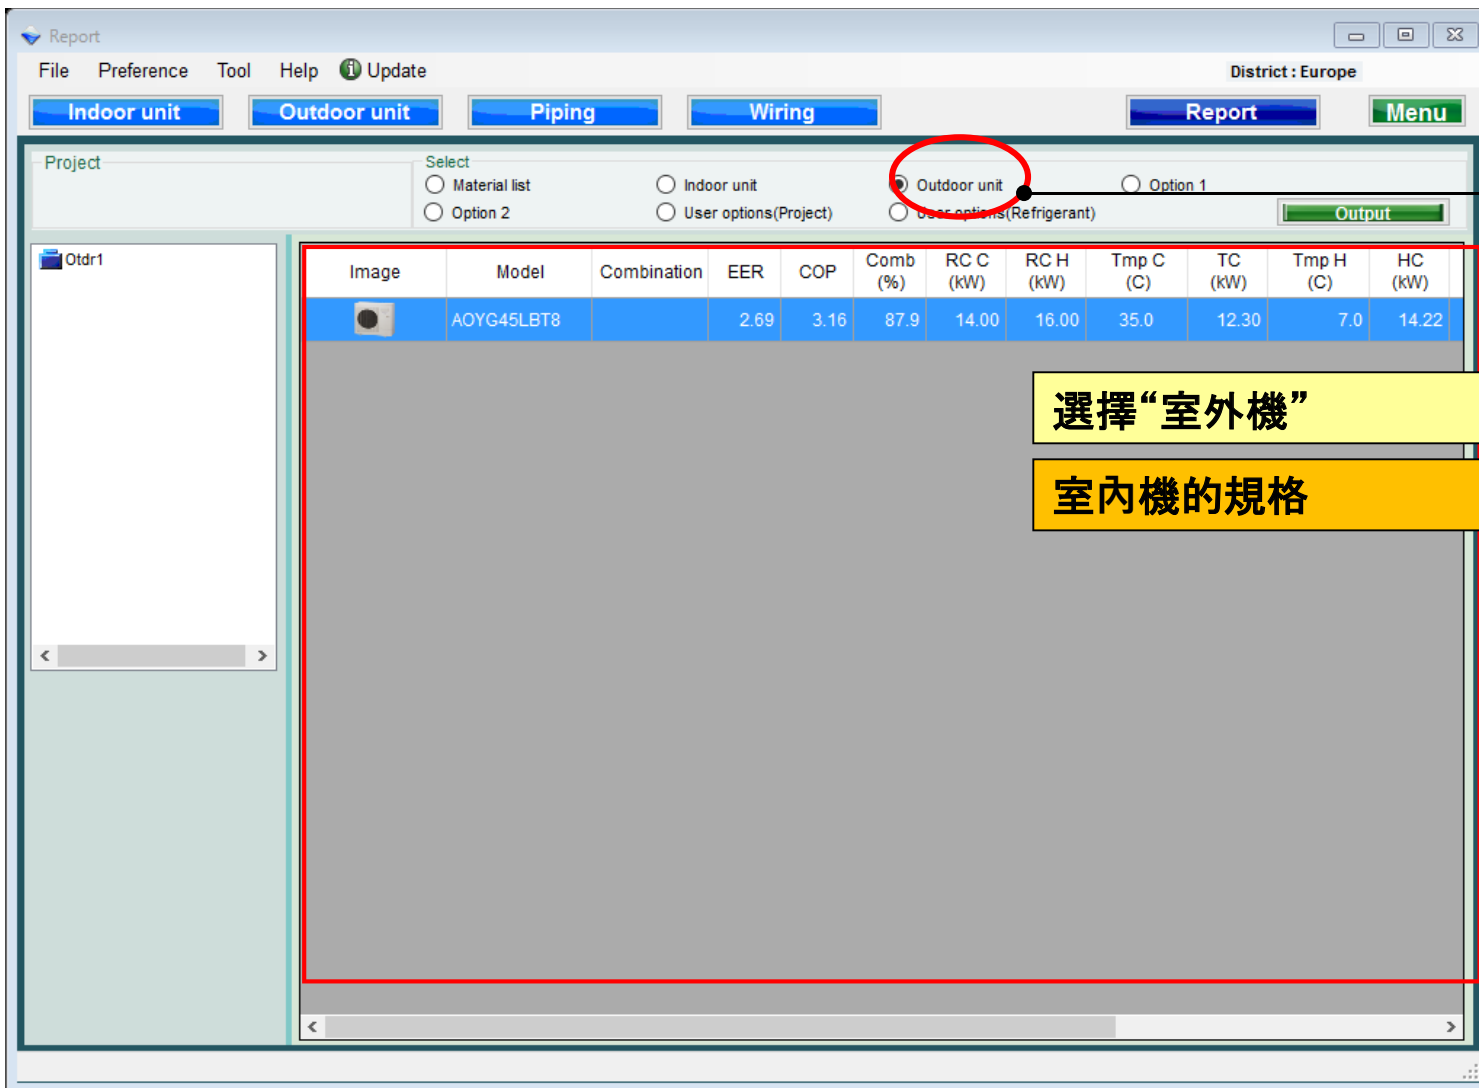 Report
File Preference Tool Help Update District : Europe
Indoor unit Outdoor unit Piping Wiring Report Menu
Project Select
Material list Indoor unit Outdoor unit Option 1
Option 2 User options(Project) User options(Refrigerant) Output
Otdr1
Image Model Combination EER COP Comb (%) RC C (kW) RC H (kW) Tmp C (C) TC (kW) Tmp H (C) HC (kW)
AOYG45LBT8 2.69 3.16 87.9 14.00 16.00 35.0 12.30 7.0 14.22
選擇“室外機”
室內機的規格